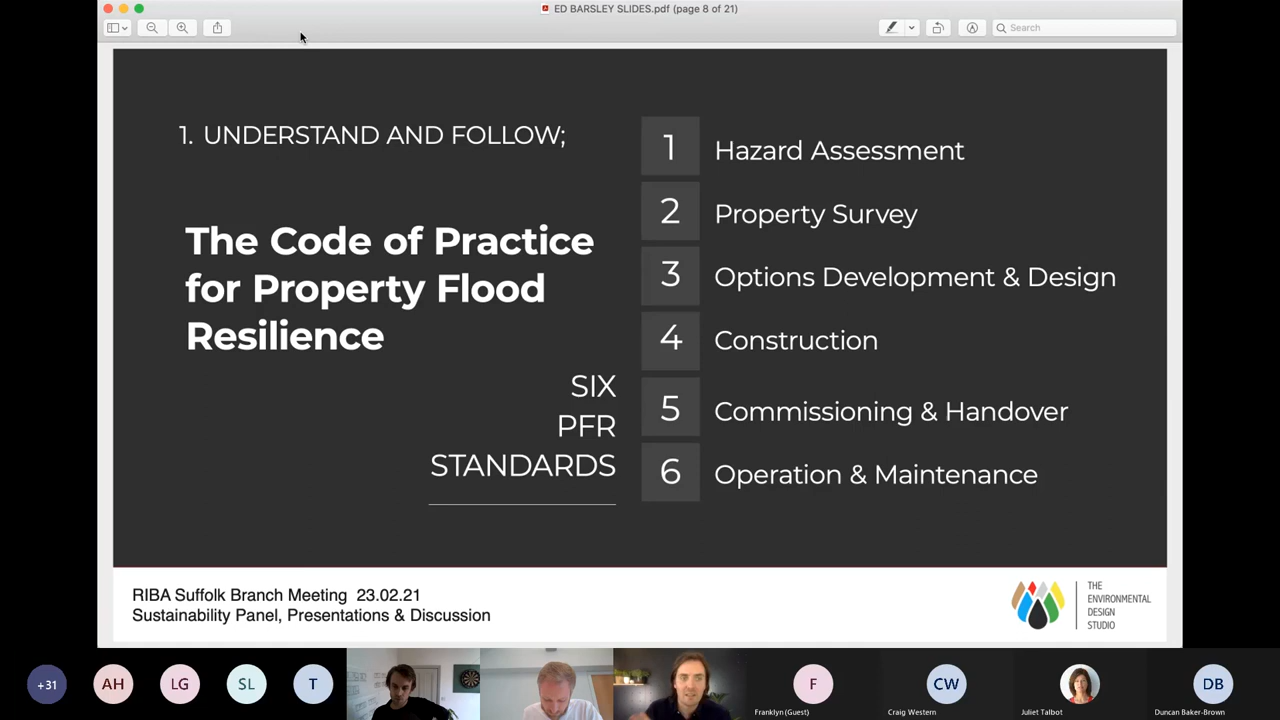 ED BARSLEY SLIDES.pdf (page 8 of 21)
Search
1. UNDERSTAND AND FOLLOW;
The Code of Practice
for Property Flood
Resilience
SIX
PFR
STANDARDS
1 Hazard Assessment
2 Property Survey
3 Options Development & Design
4 Construction
5 Commissioning & Handover
6 Operation & Maintenance
RIBA Suffolk Branch Meeting 23.02.21
Sustainability Panel, Presentations & Discussion
THE
ENVIRONMENTAL
DESIGN
STUDIO
+31
AH
LG
SL
T
F
Franklyn (Guest)
CW
Craig Western
Juliet Talbot
DB
Duncan Baker-Brown